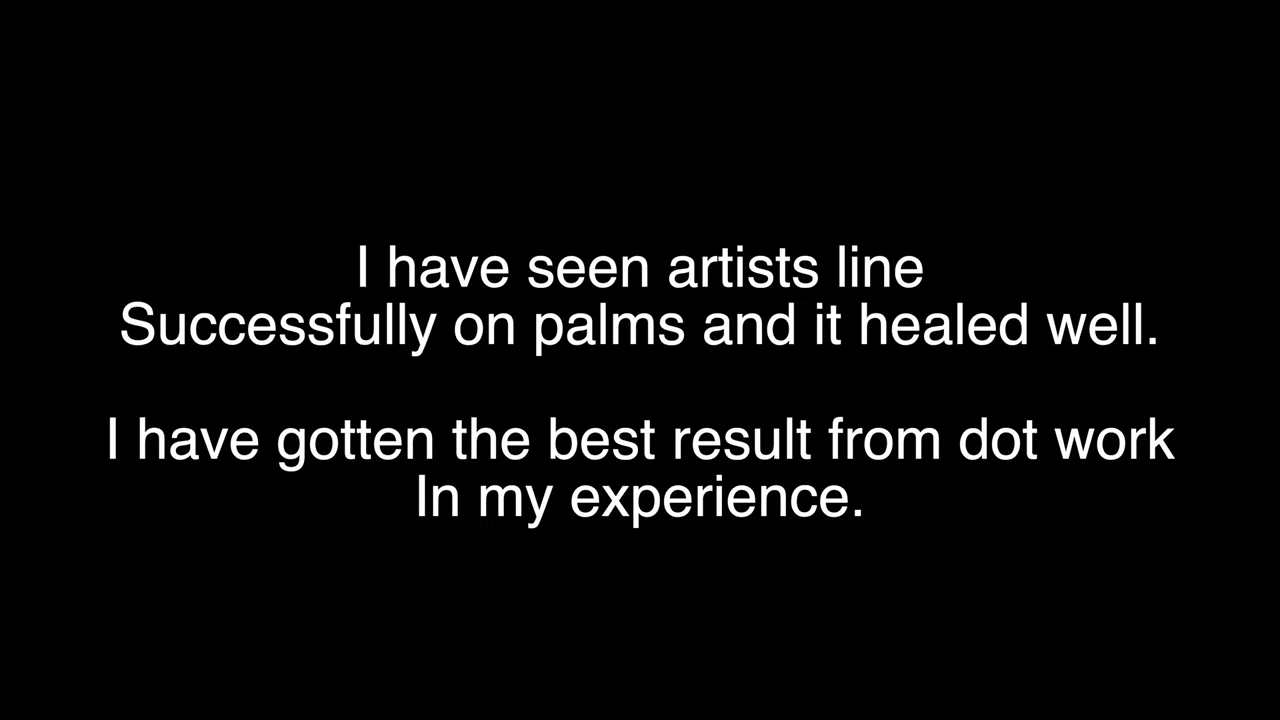 I have seen artists line
Successfully on palms and it healed well.
I have gotten the best result from dot work
In my experience.